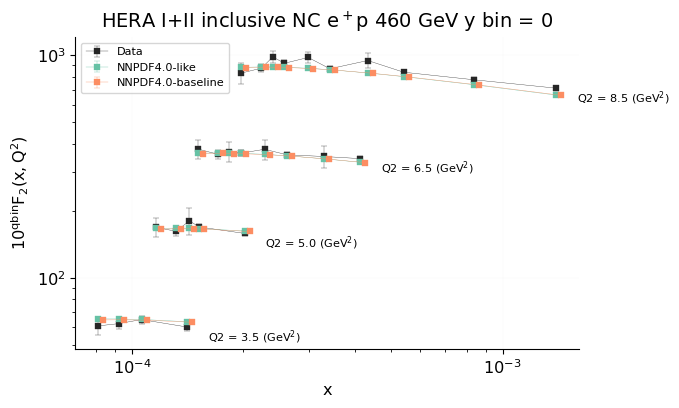 HERA I+II inclusive NC e⁺p 460 GeV y bin = 0
10³
Data
NNPDF4.0-like
NNPDF4.0-baseline
Q2 = 8.5 (GeV²)
Q2 = 6.5 (GeV²)
10^qbin F₂(x, Q²)
Q2 = 5.0 (GeV²)
10²
Q2 = 3.5 (GeV²)
10⁻⁴
10⁻³
x